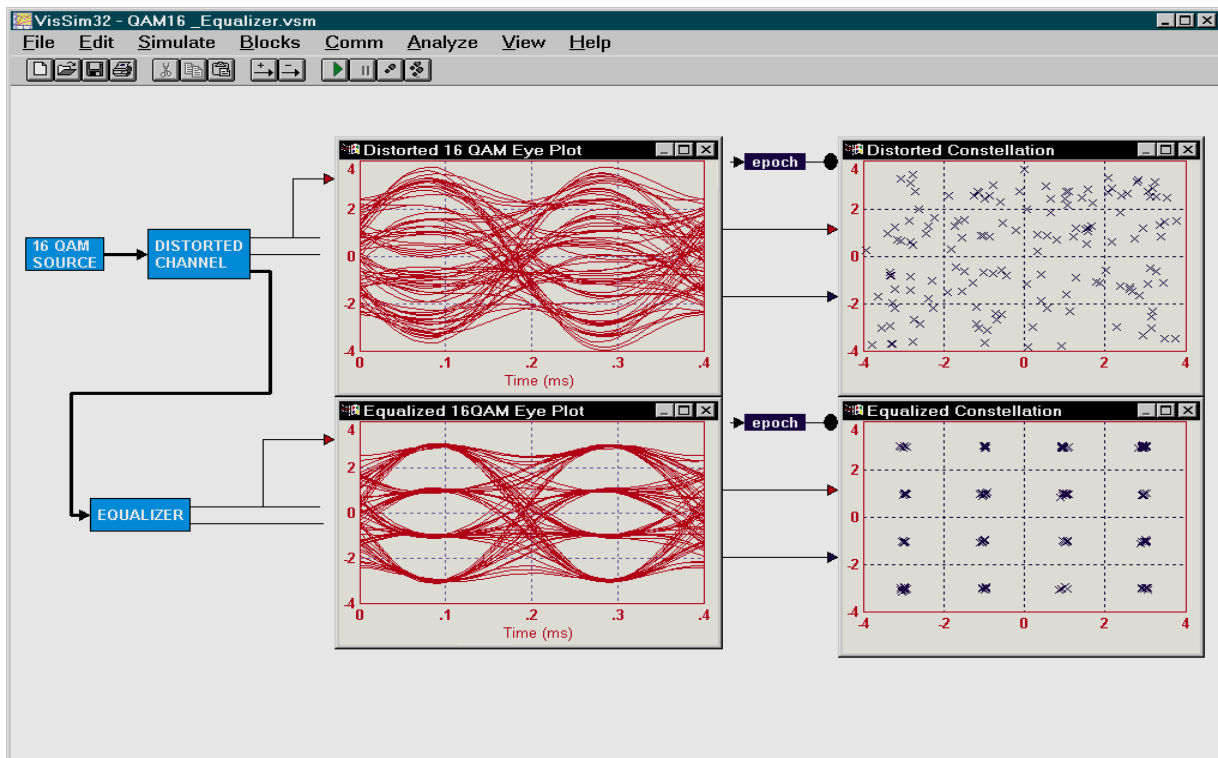 VisSim32 - QAM16 _Equalizer.vsm
File Edit Simulate Blocks Comm Analyze View Help
16 QAM
SOURCE
DISTORTED
CHANNEL
EQUALIZER
Distorted 16 QAM Eye Plot
4
2
0
-2
-4
0 .1 .2 .3 .4
Time (ms)
epoch
Distorted Constellation
4
2
0
-2
-4
-4 -2 0 2 4
Equalized 16QAM Eye Plot
4
2
0
-2
-4
0 .1 .2 .3 .4
Time (ms)
epoch
Equalized Constellation
4
2
0
-2
-4
-4 -2 0 2 4